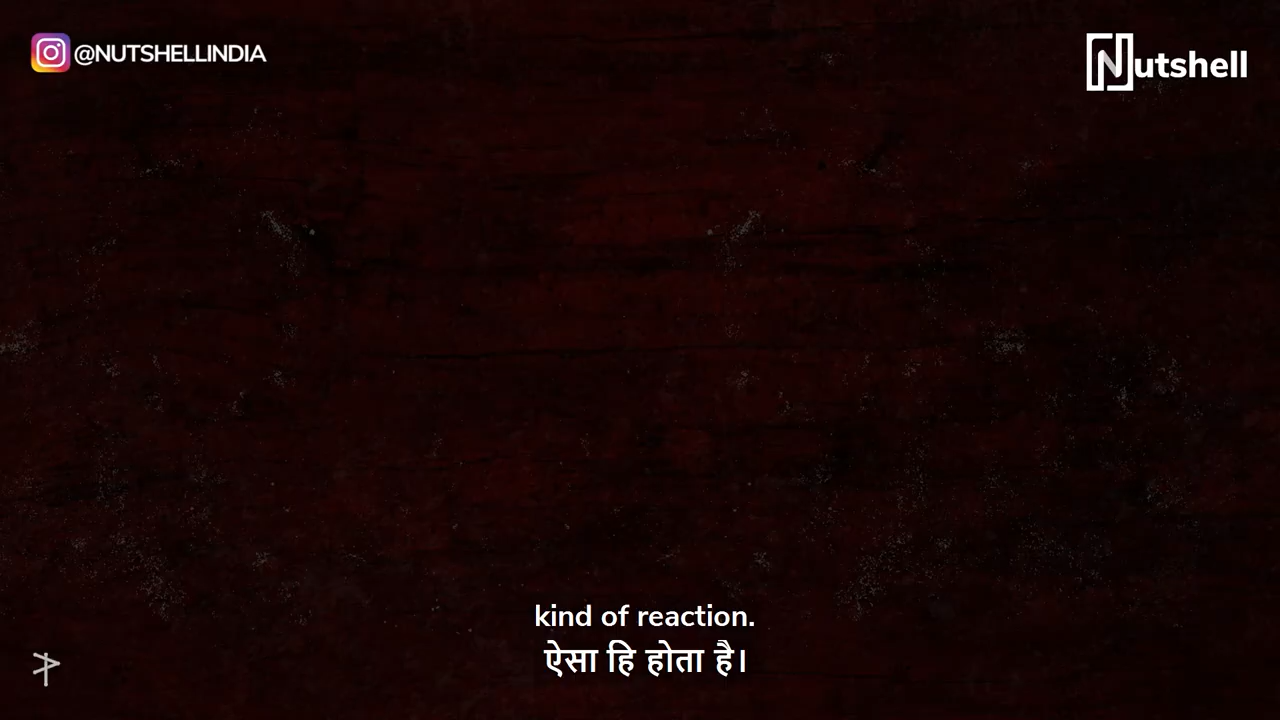 @NUTSHELLINDIA
Nutshell
kind of reaction.
ऐसा हि होता है।